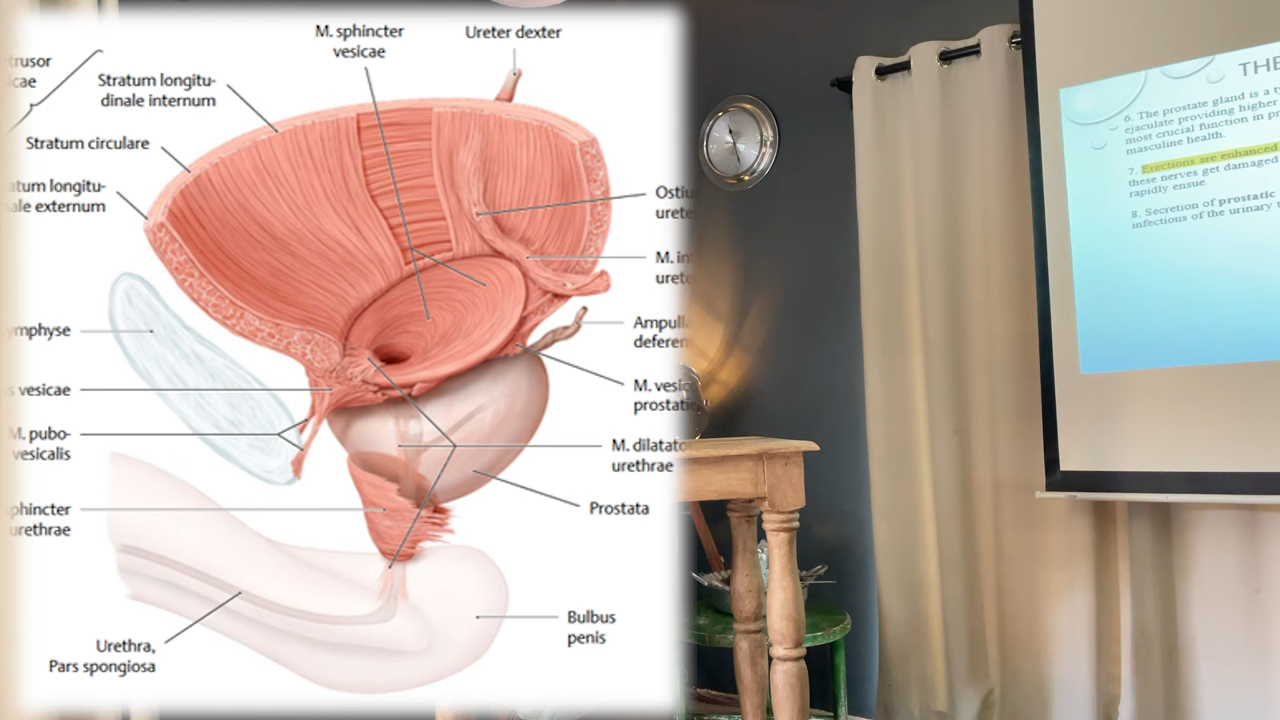 M. sphincter
vesicae
Ureter dexter
trusor
icae
Stratum longitu-
dinale internum
Stratum circulare
atum longitu-
ale externum
Ostiu
urete
M. in
urete
ymphyse
Ampulla
deferen
s vesicae
M. vesic
prostatic
M. pubo-
vesicalis
M. dilatator
urethrae
phincter
urethrae
Prostata
Bulbus
penis
Urethra,
Pars spongiosa
THE
6. The prostate gland is a ty
ejaculate providing higher
most crucial function in pr
masculine health.
7. Erections are enhanced
these nerves get damaged
rapidly ensue.
8. Secretion of prostatic
infections of the urinary t